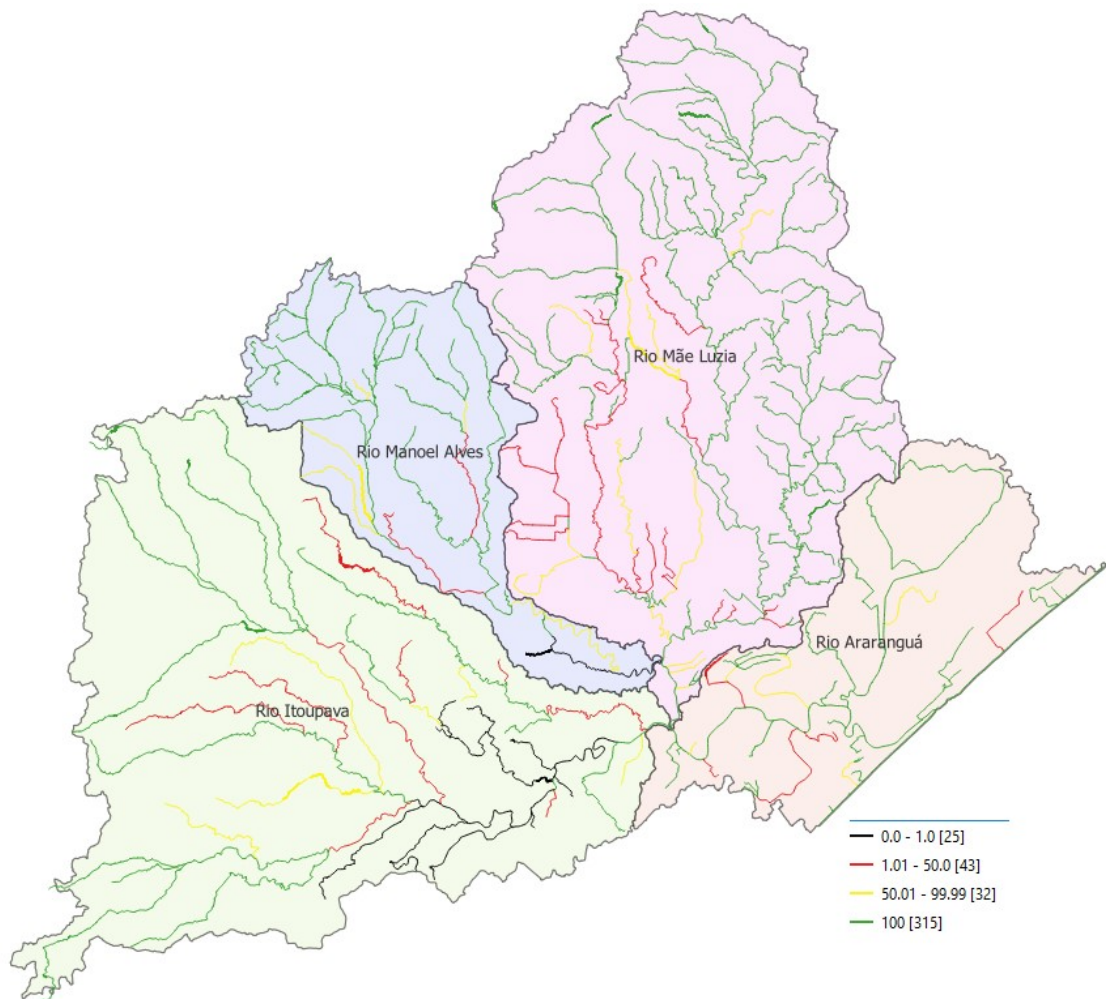 Rio Mãe Luzia
Rio Manoel Alves
Rio Araranguá
Rio Itoupava
0.0 - 1.0 [25]
1.01 - 50.0 [43]
50.01 - 99.99 [32]
100 [315]